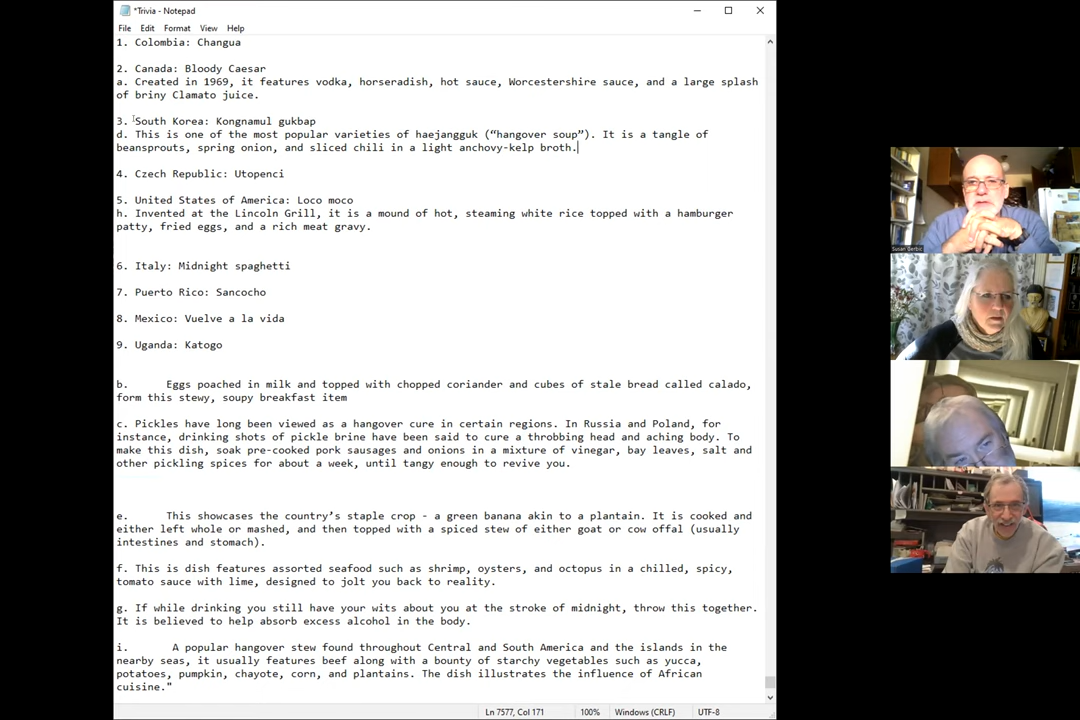 *Trivia - Notepad
File Edit Format View Help
1. Colombia: Changua
2. Canada: Bloody Caesar
a. Created in 1969, it features vodka, horseradish, hot sauce, Worcestershire sauce, and a large splash
of briny Clamato juice.
3. South Korea: Kongnamul gukbap
d. This is one of the most popular varieties of haejangguk (“hangover soup”). It is a tangle of
beansprouts, spring onion, and sliced chili in a light anchovy-kelp broth.
4. Czech Republic: Utopenci
5. United States of America: Loco moco
h. Invented at the Lincoln Grill, it is a mound of hot, steaming white rice topped with a hamburger
patty, fried eggs, and a rich meat gravy.
6. Italy: Midnight spaghetti
7. Puerto Rico: Sancocho
8. Mexico: Vuelve a la vida
9. Uganda: Katogo
b. Eggs poached in milk and topped with chopped coriander and cubes of stale bread called calado,
form this stewy, soupy breakfast item
c. Pickles have long been viewed as a hangover cure in certain regions. In Russia and Poland, for
instance, drinking shots of pickle brine have been said to cure a throbbing head and aching body. To
make this dish, soak pre-cooked pork sausages and onions in a mixture of vinegar, bay leaves, salt and
other pickling spices for about a week, until tangy enough to revive you.
e. This showcases the country’s staple crop - a green banana akin to a plantain. It is cooked and
either left whole or mashed, and then topped with a spiced stew of either goat or cow offal (usually
intestines and stomach).
f. This is dish features assorted seafood such as shrimp, oysters, and octopus in a chilled, spicy,
tomato sauce with lime, designed to jolt you back to reality.
g. If while drinking you still have your wits about you at the stroke of midnight, throw this together.
It is believed to help absorb excess alcohol in the body.
i. A popular hangover stew found throughout Central and South America and the islands in the
nearby seas, it usually features beef along with a bounty of starchy vegetables such as yucca,
potatoes, pumpkin, chayote, corn, and plantains. The dish illustrates the influence of African
cuisine."
Ln 7577, Col 171 100% Windows (CRLF) UTF-8
Susan Gerbic